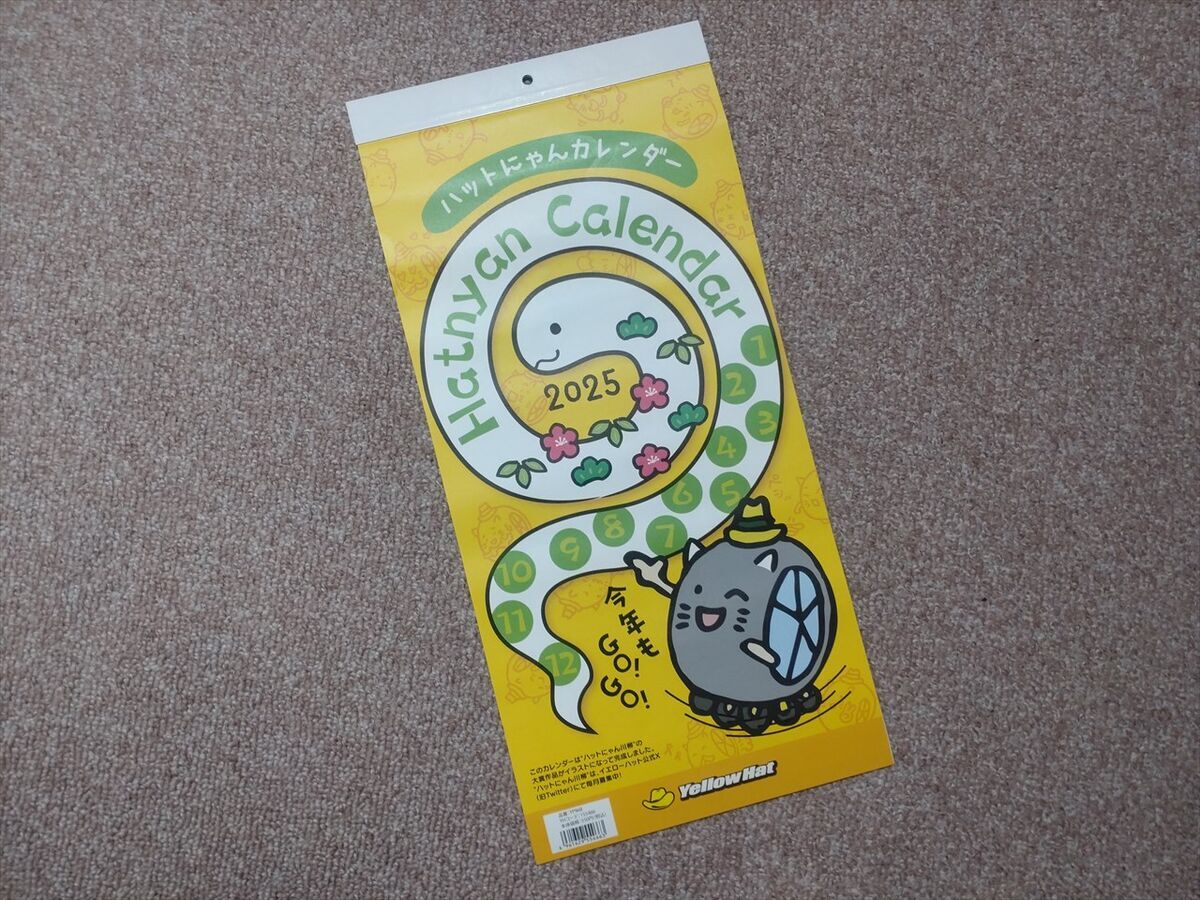 ハットにゃんカレンダー
Hatnyan Calendar
2025
1
2
3
4
5
6
7
8
9
10
11
12
今年も
GO!
GO!
このカレンダーは"ハットにゃん川柳"の
大賞作品がイラストになって完成しました。
"ハットにゃん川柳"は、イエローハット公式X
(旧Twitter)にて毎月募集中!
YellowHat